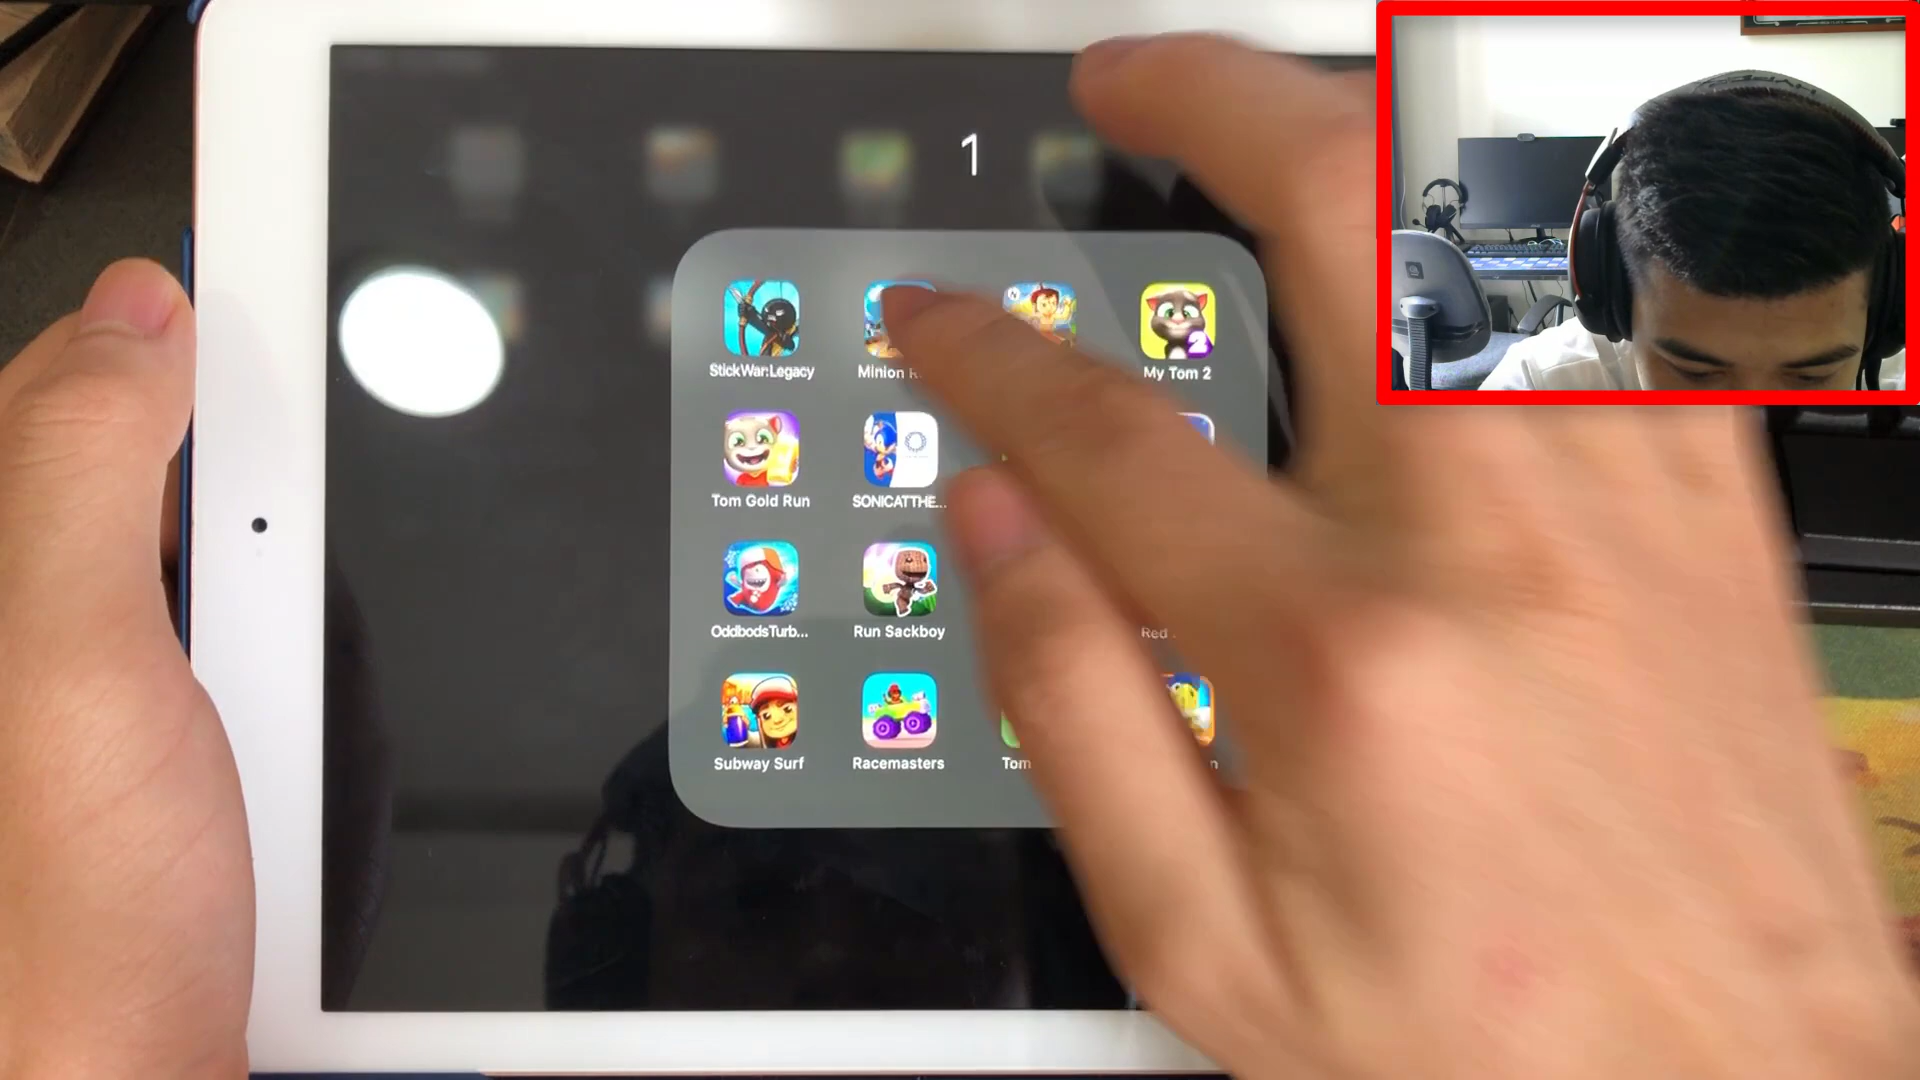 1
StickWar:Legacy
Minion
My Tom 2
Tom Gold Run
SONICATTHE...
OddbodsTurb...
Run Sackboy
Red
Subway Surf
Racemasters
Tom
2